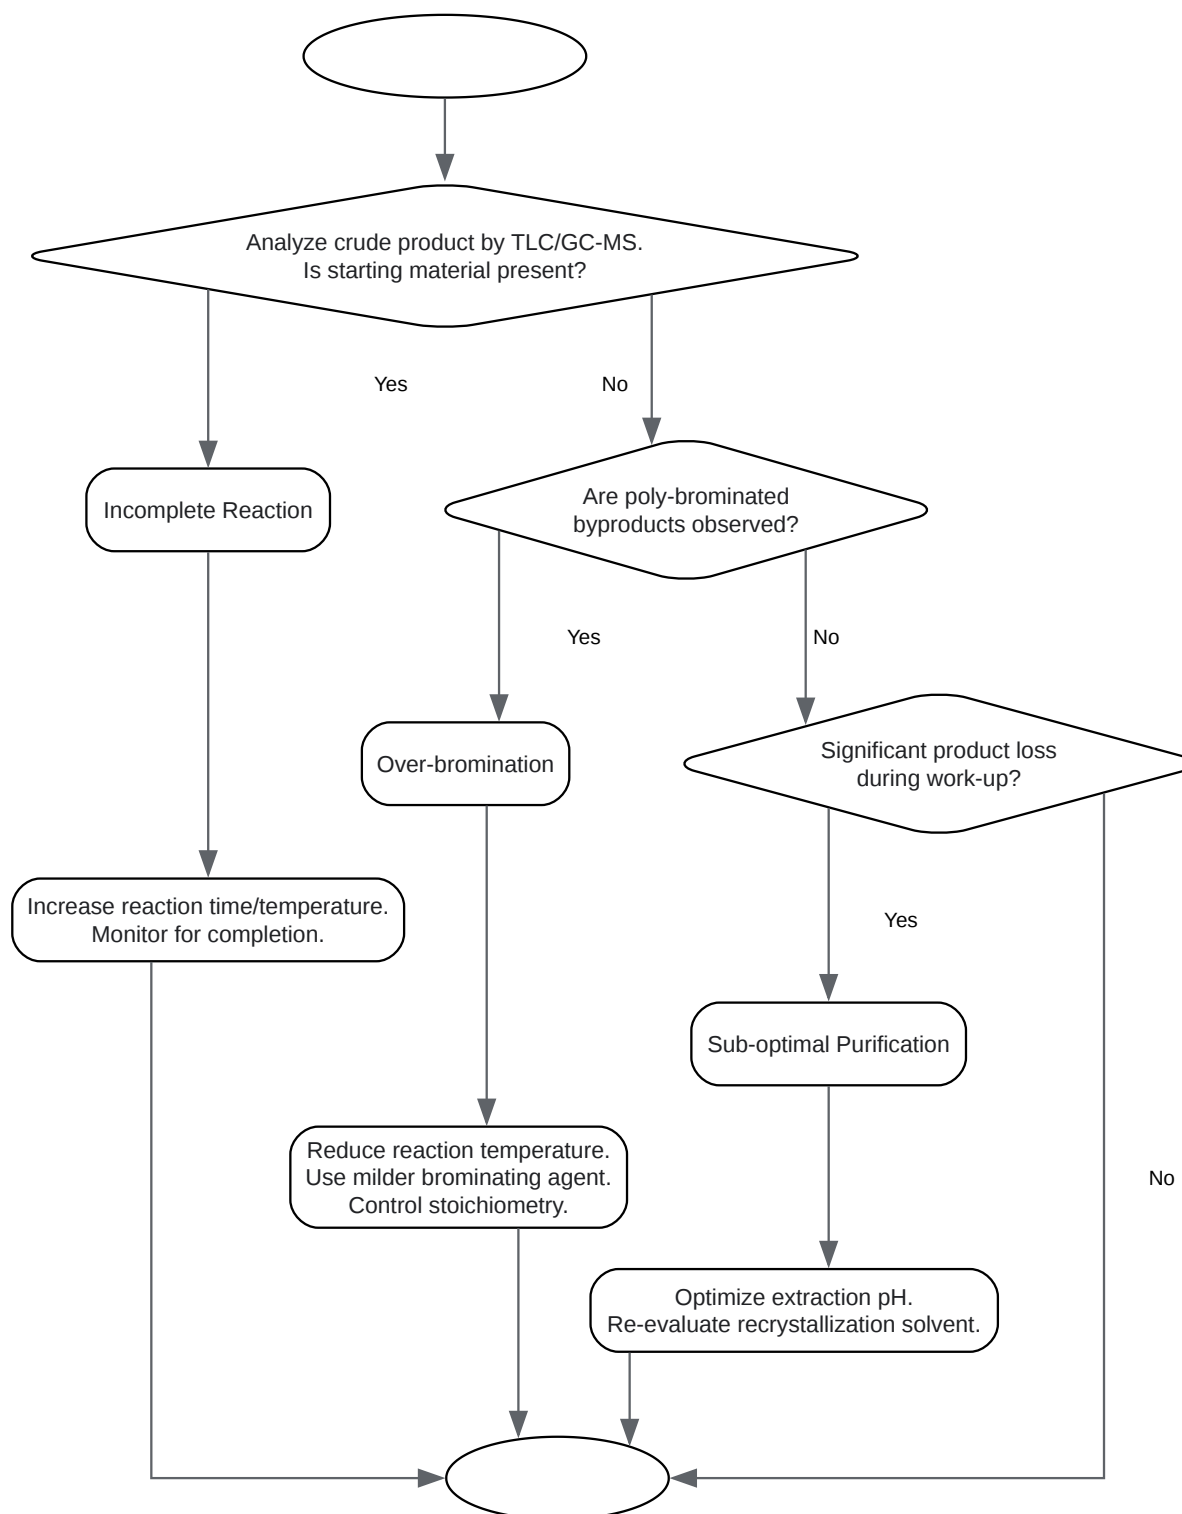 Analyze crude product by TLC/GC-MS.
Is starting material present?
Yes
No
Incomplete Reaction
Are poly-brominated
byproducts observed?
Yes
No
Over-bromination
Significant product loss
during work-up?
Increase reaction time/temperature.
Monitor for completion.
Yes
Sub-optimal Purification
Reduce reaction temperature.
Use milder brominating agent.
Control stoichiometry.
No
Optimize extraction pH.
Re-evaluate recrystallization solvent.